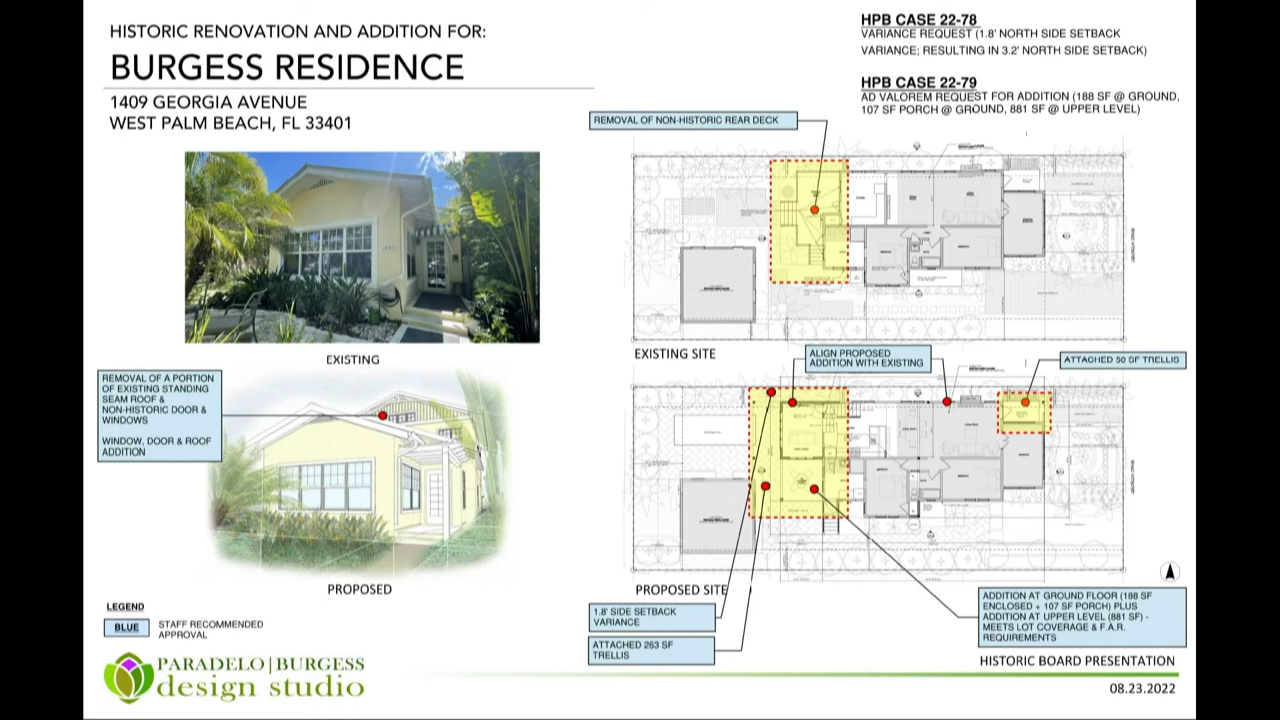 HISTORIC RENOVATION AND ADDITION FOR:
BURGESS RESIDENCE
1409 GEORGIA AVENUE
WEST PALM BEACH, FL 33401
HPB CASE 22-78
VARIANCE REQUEST (1.8' NORTH SIDE SETBACK
VARIANCE; RESULTING IN 3.2' NORTH SIDE SETBACK)
HPB CASE 22-79
AD VALOREM REQUEST FOR ADDITION (188 SF @ GROUND,
107 SF PORCH @ GROUND, 881 SF @ UPPER LEVEL)
REMOVAL OF NON-HISTORIC REAR DECK
EXISTING
EXISTING SITE
REMOVAL OF A PORTION
OF EXISTING STANDING
SEAM ROOF &
NON-HISTORIC DOOR &
WINDOWS
WINDOW, DOOR & ROOF
ADDITION
ALIGN PROPOSED
ADDITION WITH EXISTING
ATTACHED 50 SF TRELLIS
PROPOSED
PROPOSED SITE
1.8' SIDE SETBACK
VARIANCE
ATTACHED 263 SF
TRELLIS
ADDITION AT GROUND FLOOR (188 SF
ENCLOSED + 107 SF PORCH) PLUS
ADDITION AT UPPER LEVEL (881 SF) -
MEETS LOT COVERAGE & F.A.R.
REQUIREMENTS
LEGEND
BLUE
STAFF RECOMMENDED
APPROVAL
PARADELO|BURGESS
design studio
HISTORIC BOARD PRESENTATION
08.23.2022